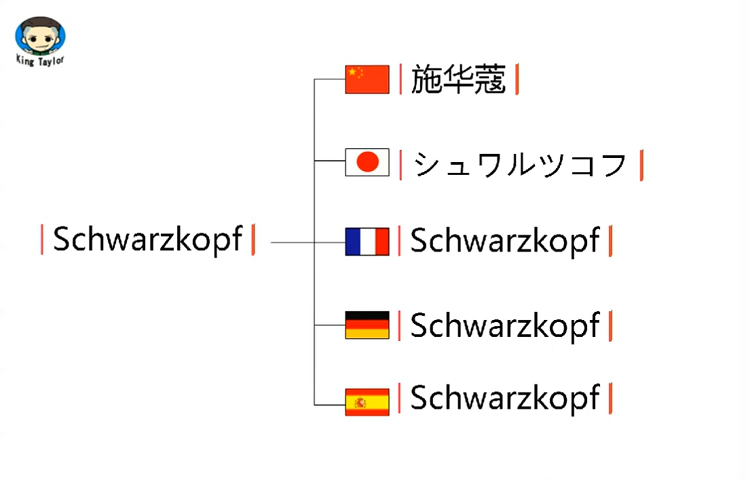 King Taylor
施华蔻
シュワルツコフ
Schwarzkopf
Schwarzkopf
Schwarzkopf
Schwarzkopf